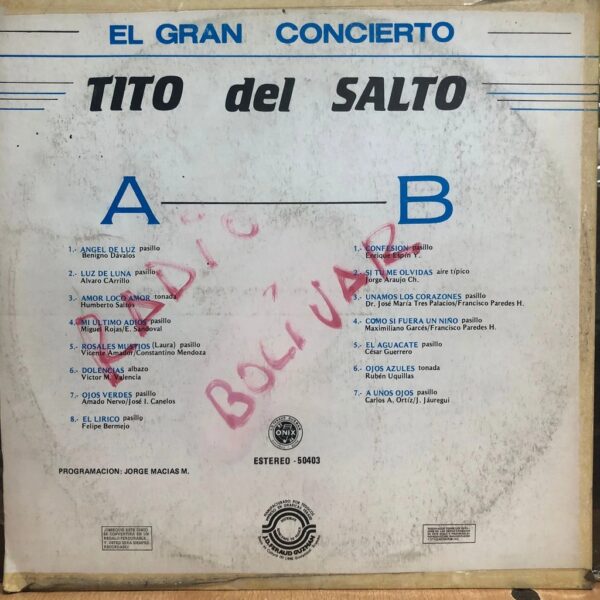 EL GRAN CONCIERTO
TITO del SALTO
A B
1.- ANGEL DE LUZ pasillo
Benigno Dávalos
2.- LUZ DE LUNA pasillo
Alvaro CArrillo
3.- AMOR LOCO AMOR tonada
Humberto Saltos
4.- MI ULTIMO ADIOS pasillo
Miguel Rojas/E. Sandoval
5.- ROSALES MUSTIOS (Laura) pasillo
Vicente Amador/Constantino Mendoza
6.- DOLENCIAS albazo
Víctor M. Valencia
7.- OJOS VERDES pasillo
Amado Nervo/José I. Canelos
8.- EL LIRICO pasillo
Felipe Bermejo
1.- CONFESION pasillo
Enrique Espín Y.
2.- SI TU ME OLVIDAS aire típico
Jorge Araujo Ch.
3.- UNAMOS LOS CORAZONES pasillo
Dr. José María Tres Palacios/Francisco Paredes H.
4.- COMO SI FUERA UN NIÑO pasillo
Maximiliano Garcés/Francisco Paredes H.
5.- EL AGUACATE pasillo
César Guerrero
6.- OJOS AZULES tonada
Rubén Uquillas
7.- A UNOS OJOS pasillo
Carlos A. Ortíz/J. Jáuregui
RADIO
BOLIVAR
ONIX
ESTEREO - 50403
PROGRAMACION: JORGE MACIAS M.
J.D. FERAUD GUZMAN